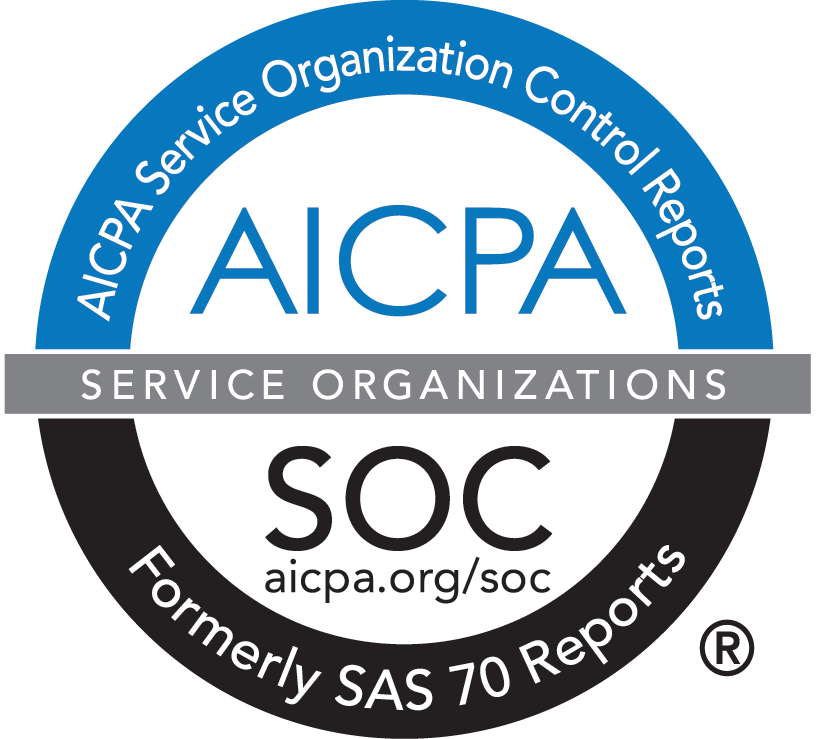 AICPA Service Organization Control Reports
AICPA
SERVICE ORGANIZATIONS
SOC
aicpa.org/soc
Formerly SAS 70 Reports
®